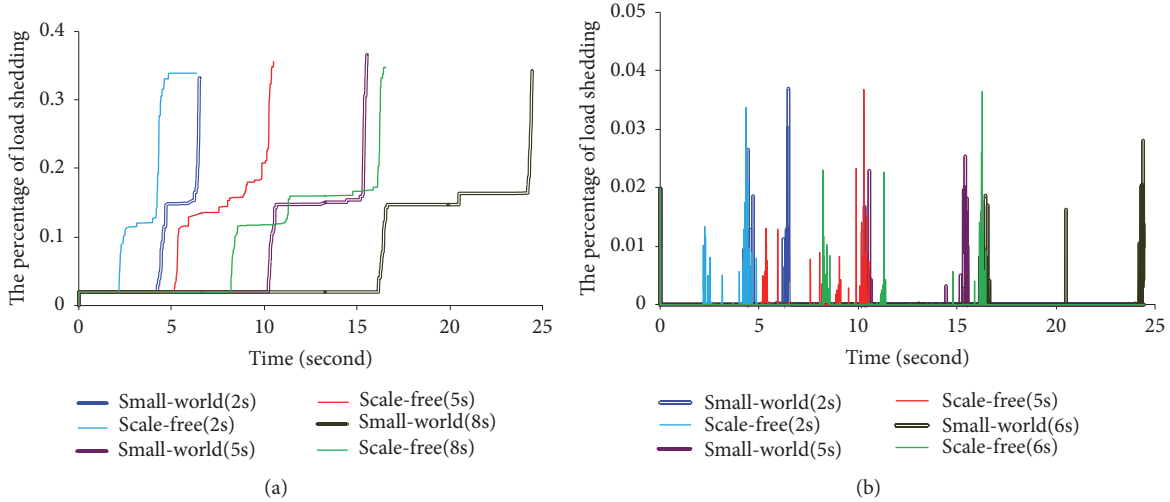 The percentage of load shedding
0.4
0.3
0.2
0.1
0
0
5
10
15
20
25
Time (second)
Small-world(2s)
Scale-free(2s)
Small-world(5s)
Scale-free(5s)
Small-world(8s)
Scale-free(8s)
(a)
The percentage of load shedding
0.05
0.04
0.03
0.02
0.01
0
0
5
10
15
20
25
Time (second)
Small-world(2s)
Scale-free(2s)
Small-world(5s)
Scale-free(5s)
Small-world(6s)
Scale-free(6s)
(b)